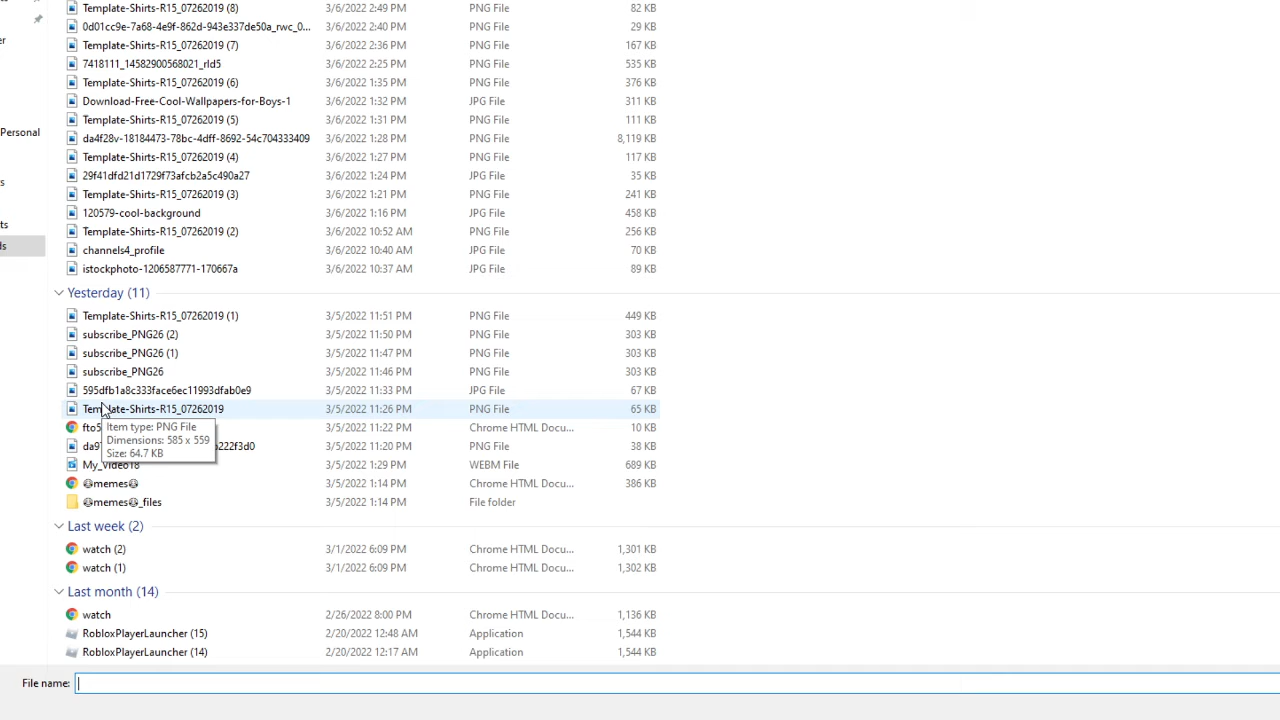 Template-Shirts-R15_07262019 (8) 3/6/2022 2:49 PM PNG File 82 KB
0d01cc9e-7a68-4e9f-862d-943e337de50a_rwc_0... 3/6/2022 2:40 PM PNG File 29 KB
Template-Shirts-R15_07262019 (7) 3/6/2022 2:36 PM PNG File 167 KB
7418111_14582900568021_rId5 3/6/2022 2:25 PM PNG File 535 KB
Template-Shirts-R15_07262019 (6) 3/6/2022 1:35 PM PNG File 376 KB
Download-Free-Cool-Wallpapers-for-Boys-1 3/6/2022 1:32 PM JPG File 311 KB
Template-Shirts-R15_07262019 (5) 3/6/2022 1:31 PM PNG File 111 KB
Personal da4f28v-18184473-78bc-4dff-8692-54c704333409 3/6/2022 1:28 PM PNG File 8,119 KB
Template-Shirts-R15_07262019 (4) 3/6/2022 1:27 PM PNG File 117 KB
29f41dfd21d1729f73afcb2a5c490a27 3/6/2022 1:24 PM JPG File 35 KB
Template-Shirts-R15_07262019 (3) 3/6/2022 1:21 PM PNG File 241 KB
120579-cool-background 3/6/2022 1:16 PM JPG File 458 KB
Template-Shirts-R15_07262019 (2) 3/6/2022 10:52 AM PNG File 256 KB
channels4_profile 3/6/2022 10:40 AM JPG File 70 KB
istockphoto-1206587771-170667a 3/6/2022 10:37 AM JPG File 89 KB
Yesterday (11)
Template-Shirts-R15_07262019 (1) 3/5/2022 11:51 PM PNG File 449 KB
subscribe_PNG26 (2) 3/5/2022 11:50 PM PNG File 303 KB
subscribe_PNG26 (1) 3/5/2022 11:47 PM PNG File 303 KB
subscribe_PNG26 3/5/2022 11:46 PM PNG File 303 KB
595dfb1a8c333face6ec11993dfab0e9 3/5/2022 11:33 PM JPG File 67 KB
Template-Shirts-R15_07262019 3/5/2022 11:26 PM PNG File 65 KB
3/5/2022 11:22 PM Chrome HTML Docu... 10 KB
3/5/2022 11:20 PM PNG File 38 KB
My_Video18 3/5/2022 1:29 PM WEBM File 689 KB
Item type: PNG File
Dimensions: 585 x 559
Size: 64.7 KB
memes 3/5/2022 1:14 PM Chrome HTML Docu... 386 KB
memes _files 3/5/2022 1:14 PM File folder
Last week (2)
watch (2) 3/1/2022 6:09 PM Chrome HTML Docu... 1,301 KB
watch (1) 3/1/2022 6:09 PM Chrome HTML Docu... 1,302 KB
Last month (14)
watch 2/26/2022 8:00 PM Chrome HTML Docu... 1,136 KB
RobloxPlayerLauncher (15) 2/20/2022 12:48 AM Application 1,544 KB
RobloxPlayerLauncher (14) 2/20/2022 12:17 AM Application 1,544 KB
File name: